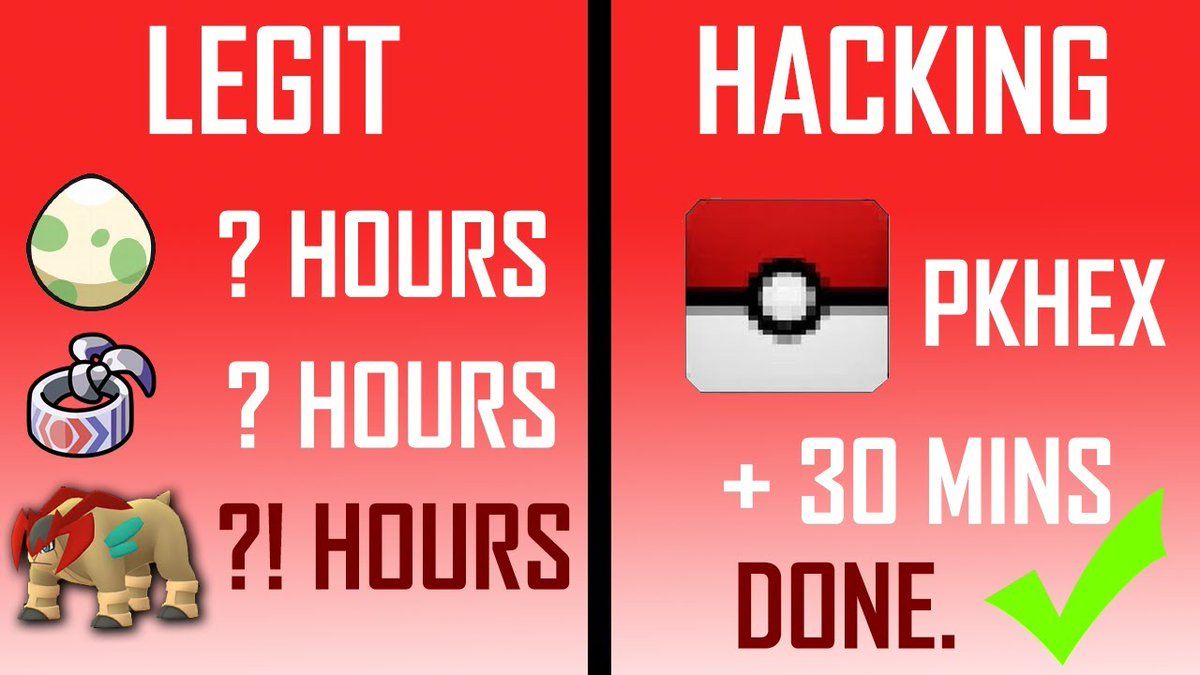 LEGIT
? HOURS
? HOURS
?! HOURS
HACKING
PKHEX
+ 30 MINS
DONE.